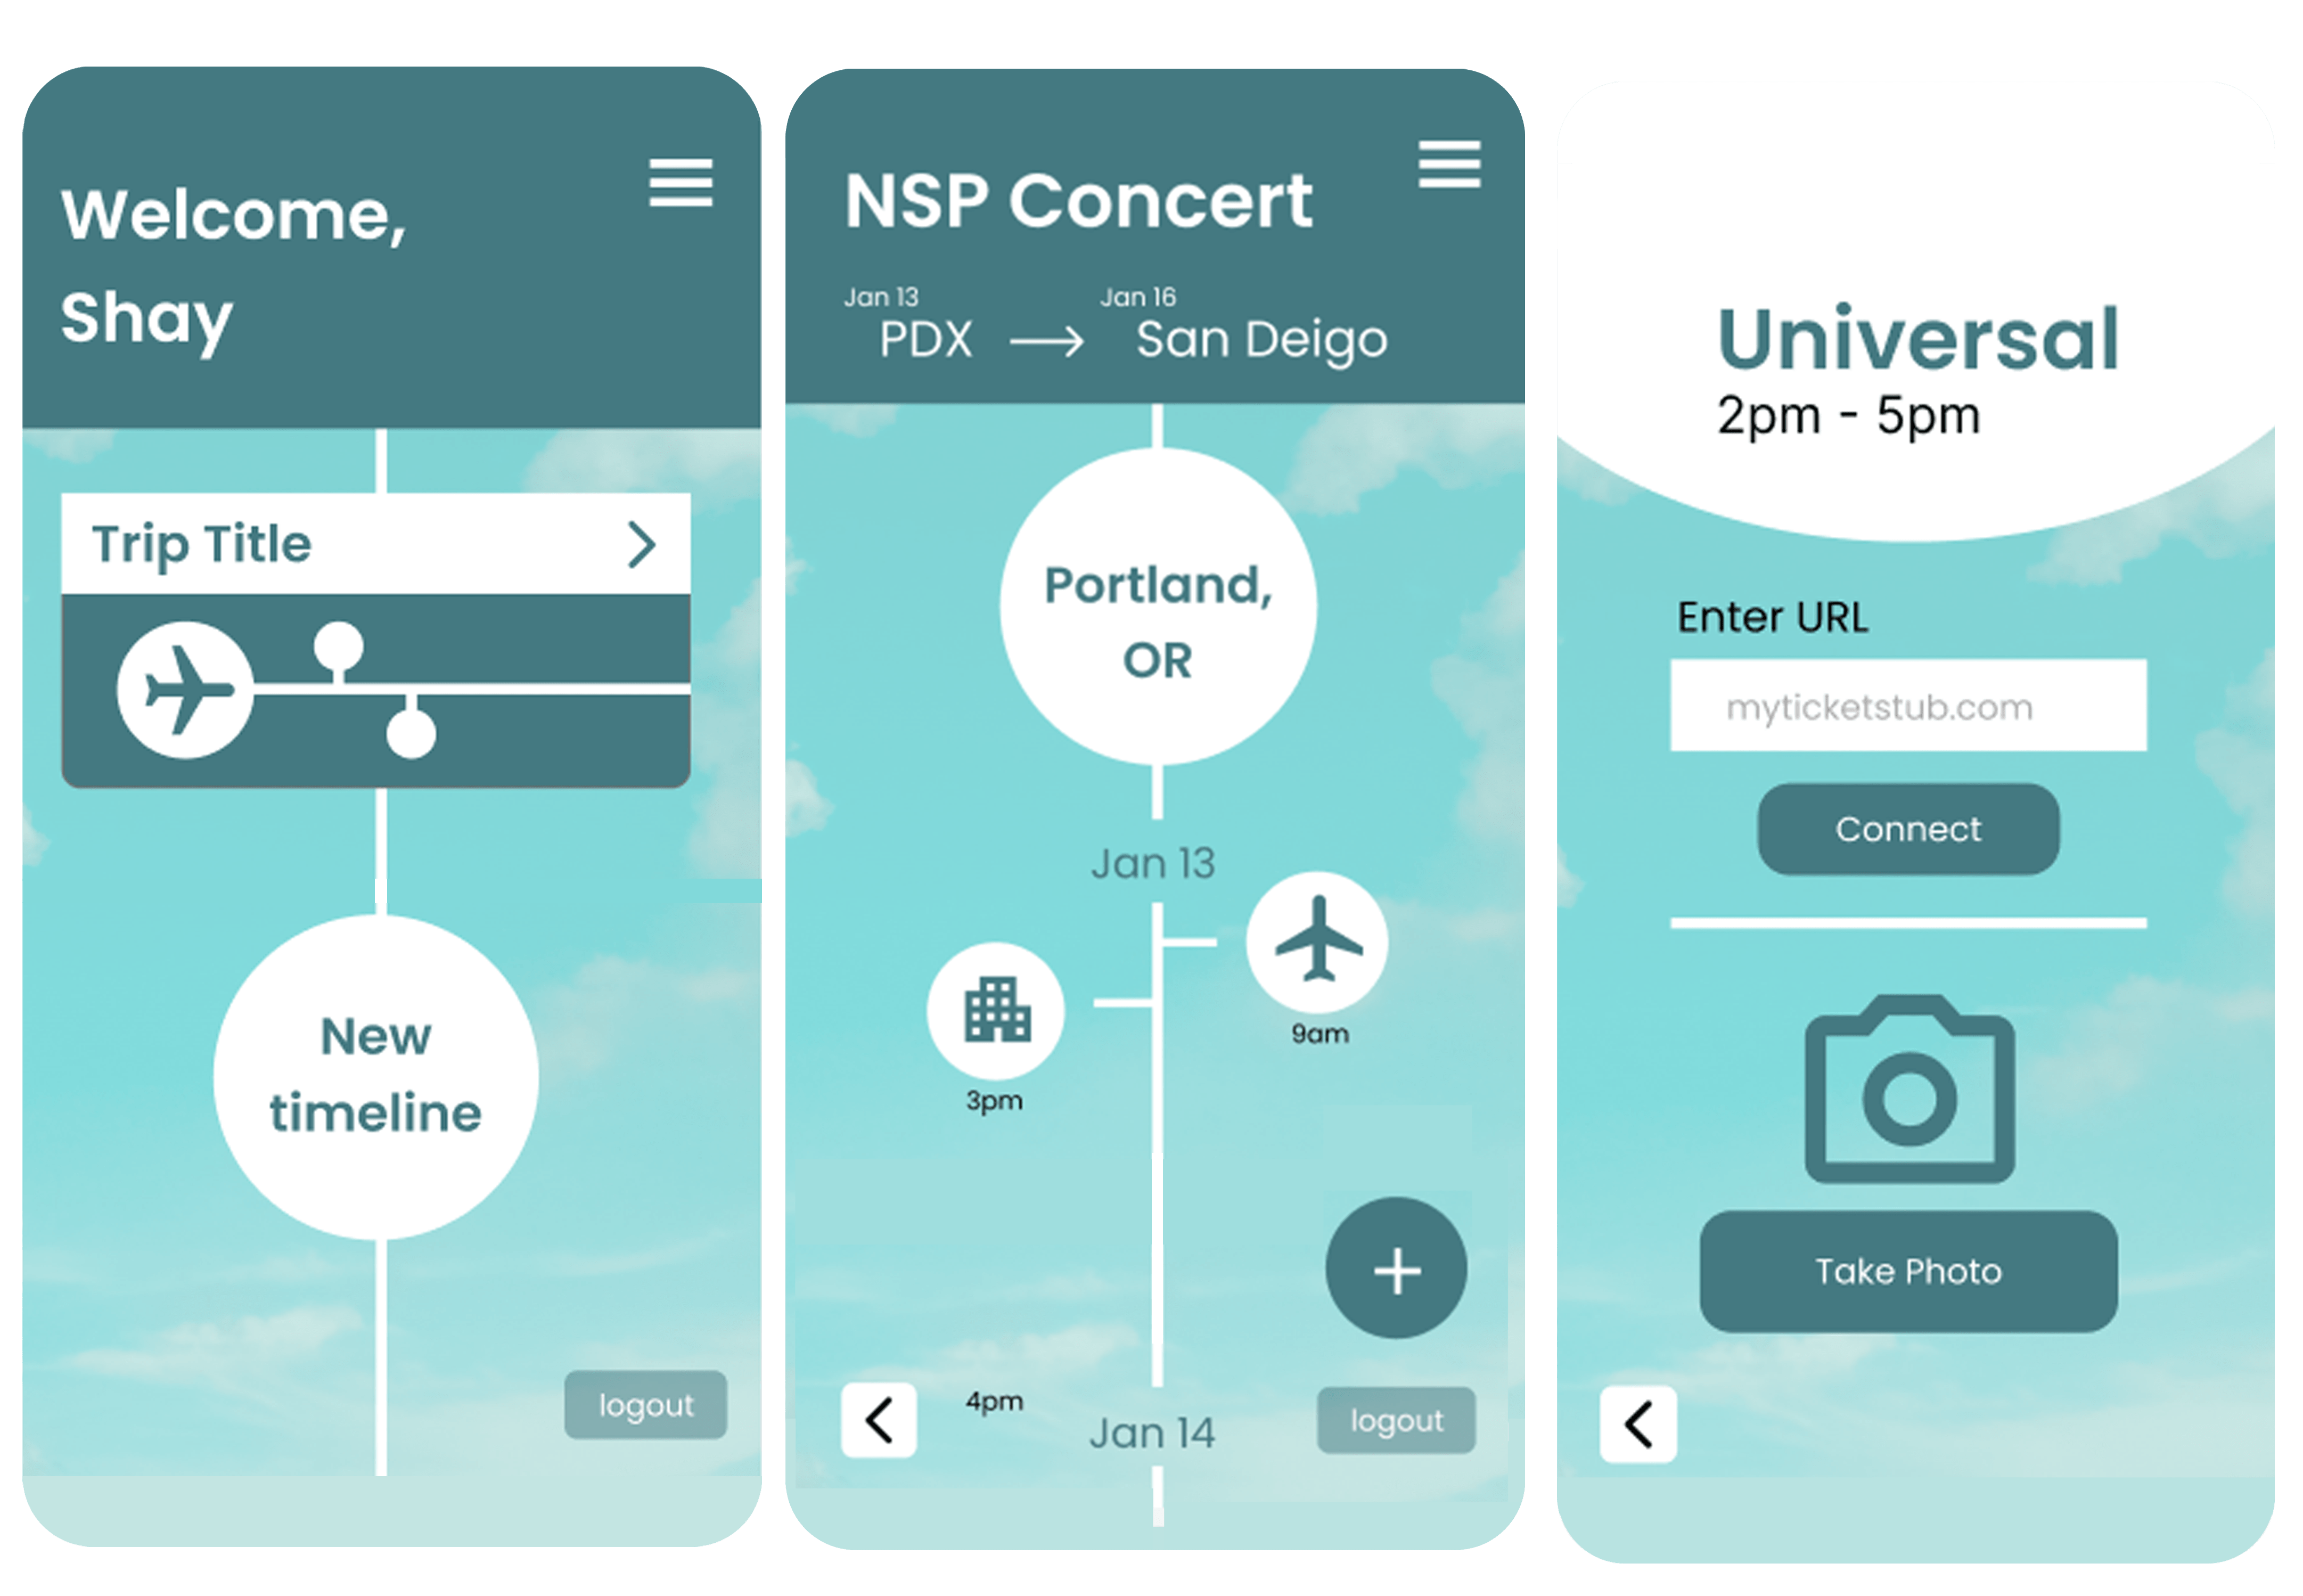 Welcome,
Shay
Trip Title
New
timeline
logout
NSP Concert
Jan 13
Jan 16
PDX
San Deigo
Portland,
OR
Jan 13
9am
3pm
+
4pm
Jan 14
logout
Universal
2pm - 5pm
Enter URL
myticketstub.com
Connect
Take Photo